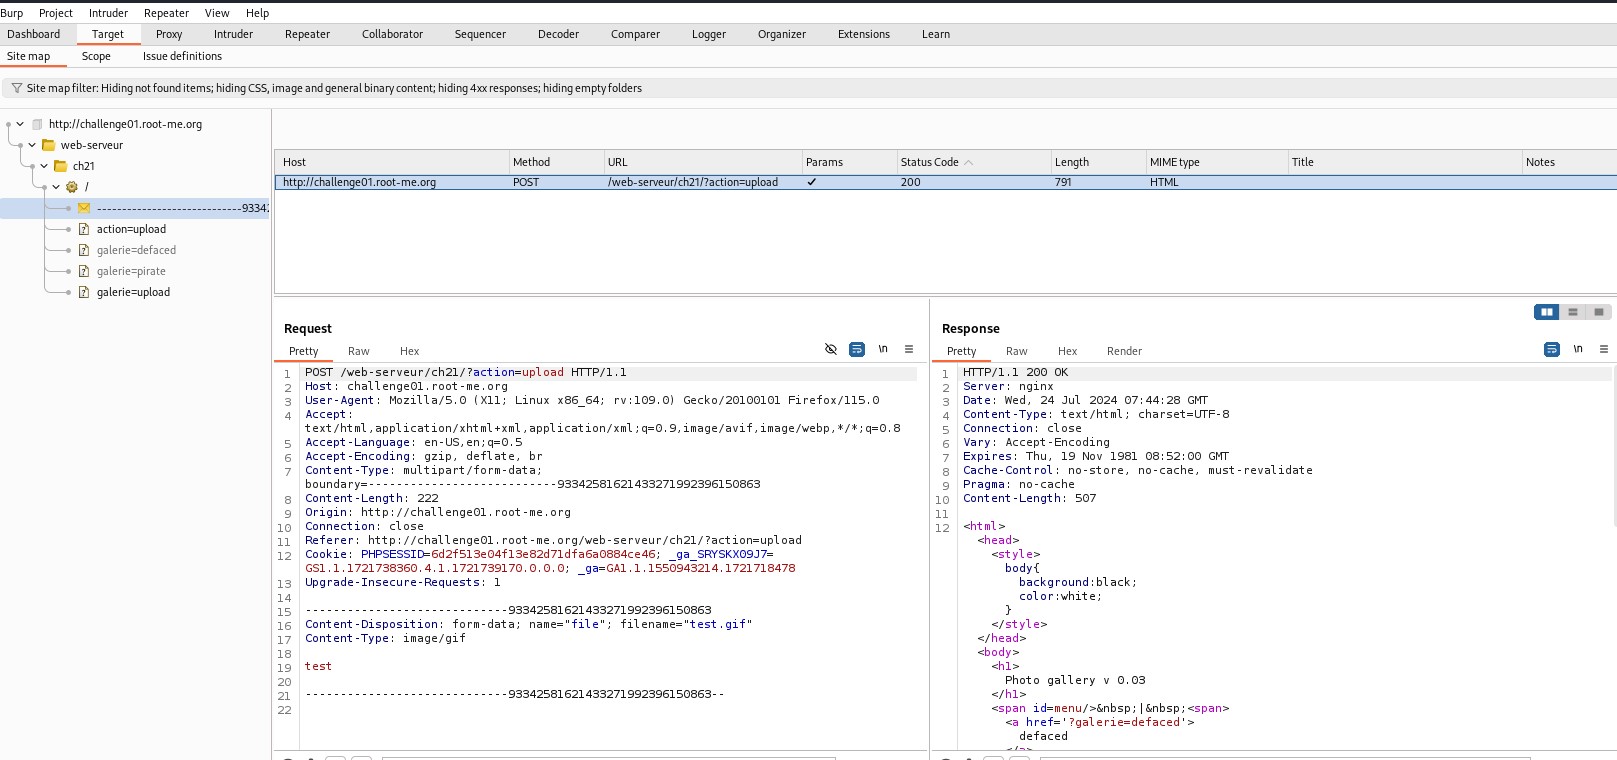 Burp Project Intruder Repeater View Help
Dashboard Target Proxy Intruder Repeater Collaborator Sequencer Decoder Comparer Logger Organizer Extensions Learn
Site map Scope Issue definitions
Site map filter: Hiding not found items; hiding CSS, image and general binary content; hiding 4xx responses; hiding empty folders
http://challenge01.root-me.org
web-serveur
ch21
/
-----------------------------9334
action=upload
galerie=defaced
galerie=pirate
galerie=upload
Host Method URL Params Status Code Length MIME type Title Notes
http://challenge01.root-me.org POST /web-serveur/ch21/?action=upload ✓ 200 791 HTML
Request
Pretty Raw Hex
\n
1 POST /web-serveur/ch21/?action=upload HTTP/1.1
2 Host: challenge01.root-me.org
3 User-Agent: Mozilla/5.0 (X11; Linux x86_64; rv:109.0) Gecko/20100101 Firefox/115.0
4 Accept:
text/html,application/xhtml+xml,application/xml;q=0.9,image/avif,image/webp,*/*;q=0.8
5 Accept-Language: en-US,en;q=0.5
6 Accept-Encoding: gzip, deflate, br
7 Content-Type: multipart/form-data;
boundary=---------------------------93342581621433271992396150863
8 Content-Length: 222
9 Origin: http://challenge01.root-me.org
10 Connection: close
11 Referer: http://challenge01.root-me.org/web-serveur/ch21/?action=upload
12 Cookie: PHPSESSID=6d2f513e04f13e82d71dfa6a0884ce46; _ga_SRYSKX09J7=
GS1.1.1721738360.4.1.1721739170.0.0.0; _ga=GA1.1.1550943214.1721718478
13 Upgrade-Insecure-Requests: 1
14
15 -----------------------------93342581621433271992396150863
16 Content-Disposition: form-data; name="file"; filename="test.gif"
17 Content-Type: image/gif
18
19 test
20
21 -----------------------------93342581621433271992396150863--
22
Response
Pretty Raw Hex Render
\n
1 HTTP/1.1 200 OK
2 Server: nginx
3 Date: Wed, 24 Jul 2024 07:44:28 GMT
4 Content-Type: text/html; charset=UTF-8
5 Connection: close
6 Vary: Accept-Encoding
7 Expires: Thu, 19 Nov 1981 08:52:00 GMT
8 Cache-Control: no-store, no-cache, must-revalidate
9 Pragma: no-cache
10 Content-Length: 507
11
12 <html>
<head>
<style>
body{
background:black;
color:white;
}
</style>
</head>
<body>
<h1>
Photo gallery v 0.03
</h1>
<span id=menu/>&nbsp;|&nbsp;<span>
<a href='?galerie=defaced'>
defaced
</a>